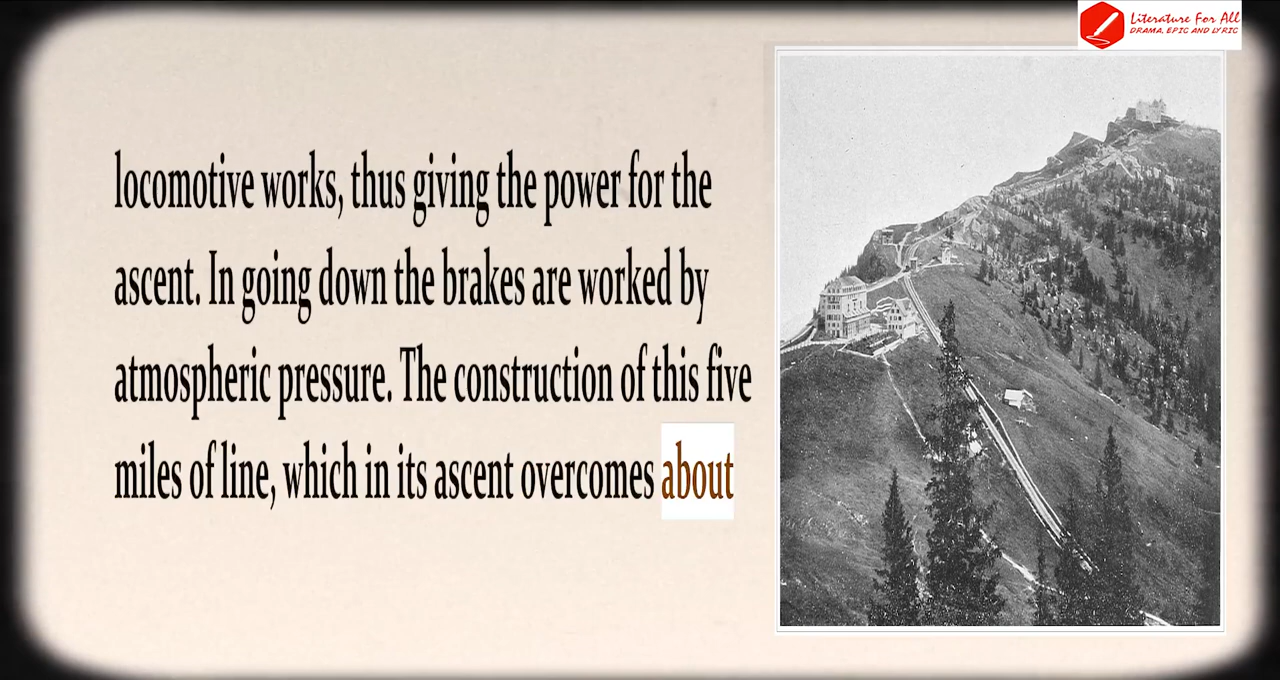 Literature For All
DRAMA, EPIC AND LYRIC
locomotive works, thus giving the power for the
ascent. In going down the brakes are worked by
atmospheric pressure. The construction of this five
miles of line, which in its ascent overcomes about